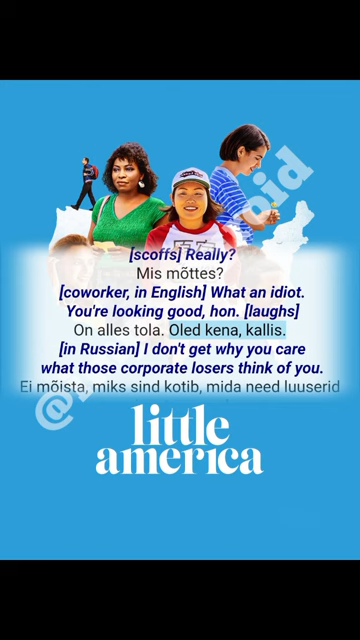 [scoffs] Really?
Mis mõttes?
[coworker, in English] What an idiot.
You're looking good, hon. [laughs]
On alles tola. Oled kena, kallis.
[in Russian] I don't get why you care
what those corporate losers think of you.
Ei mõista, miks sind kotib, mida need luuserid
little
america